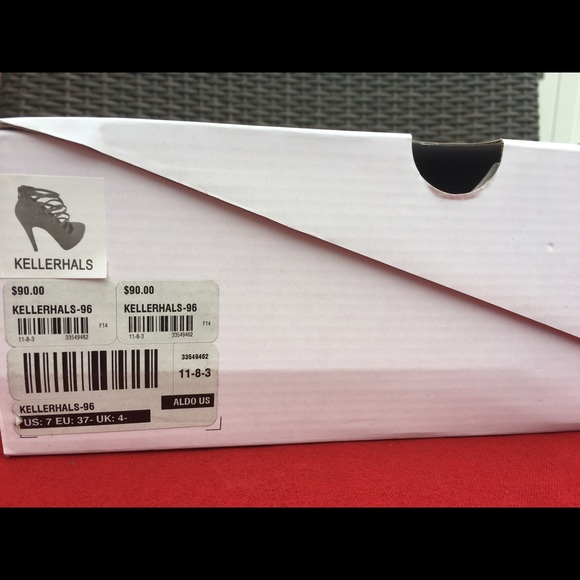 KELLERHALS
$90.00
KELLERHALS-96
F14
11-8-3 33549462
$90.00
KELLERHALS-96
F14
11-8-3 33549462
33549462
11-8-3
KELLERHALS-96
ALDO US
US: 7 EU: 37- UK: 4-